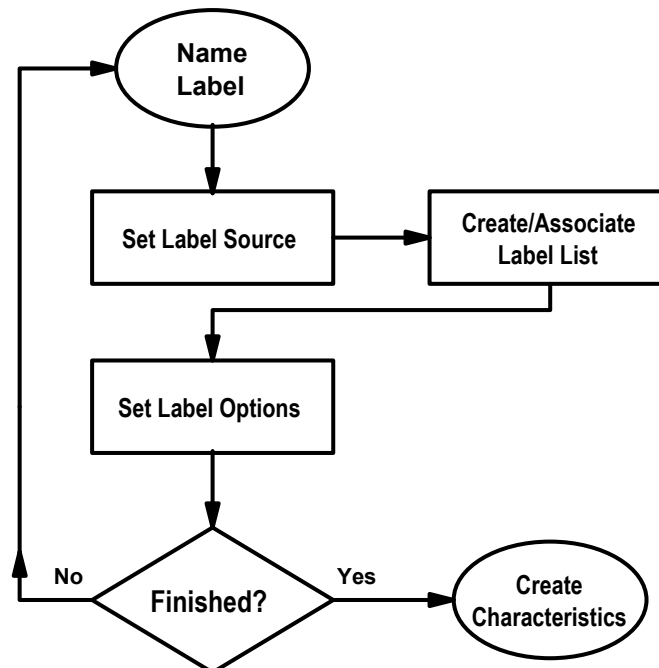 Name
Label
Set Label Source
Create/Associate
Label List
Set Label Options
No
Finished?
Yes
Create
Characteristics